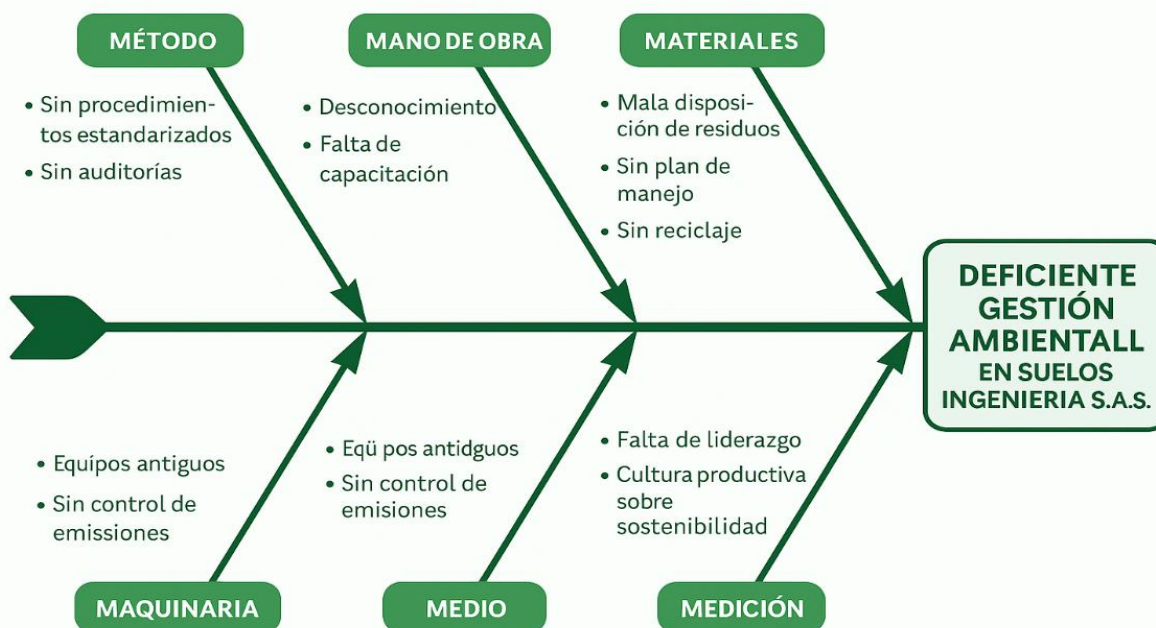 MÉTODO
• Sin procedimien-
tos estandarizados
• Sin auditorías
MANO DE OBRA
• Desconocimiento
• Falta de
capacitación
MATERIALES
• Mala disposi-
ción de residuos
• Sin plan de
manejo
• Sin reciclaje
DEFICIENTE
GESTIÓN
AMBIENTALL
EN SUELOS
INGENIERIA S.A.S.
• Equípos antiguos
• Sin control de
emissiones
MAQUINARIA
• Eqü pos antidguos
• Sin control de
emisiones
MEDIO
• Falta de liderazgo
• Cultura productiva
sobre
sostenibilidad
MEDICIÓN